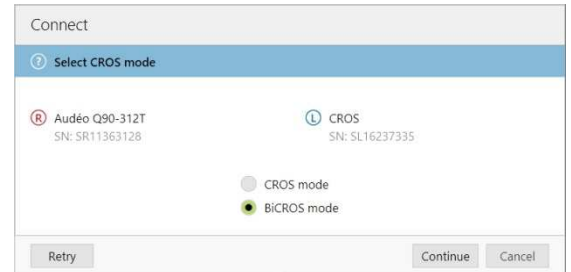 Connect
? Select CROS mode
R Audéo Q90-312T
SN: SR11363128
L CROS
SN: SL16237335
CROS mode
BiCROS mode
Retry
Continue
Cancel